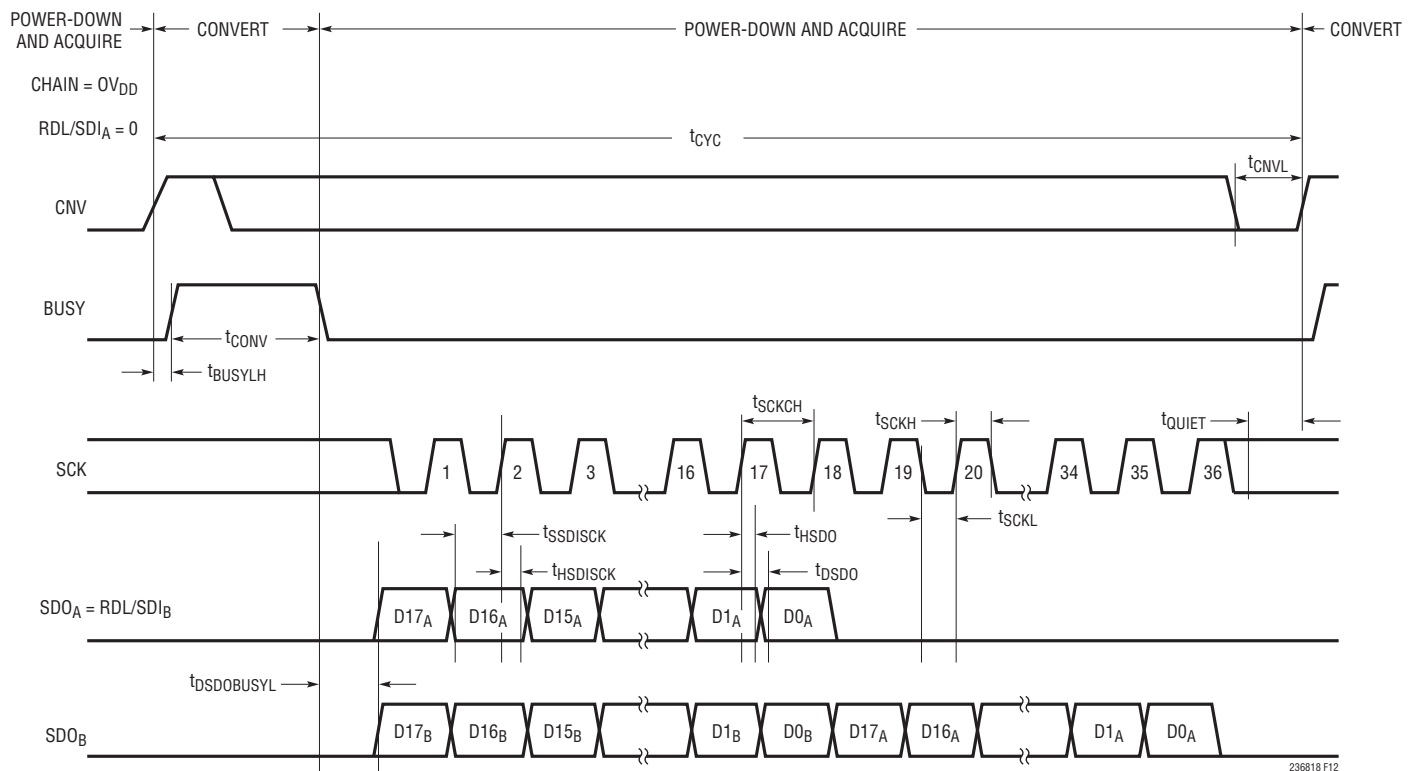 POWER-DOWN
AND ACQUIRE
CONVERT
POWER-DOWN AND ACQUIRE
CONVERT
CHAIN = OVDD
RDL/SDIA = 0
tCYC
tCNVL
CNV
BUSY
tCONV
tBUSYLH
tSCKCH
tSCKH
tQUIET
SCK
1
2
3
16
17
18
19
20
34
35
36
tSSDISCK
tHSDO
tSCKL
tHSDISCK
tDSDO
SDOA = RDL/SDIB
D17A
D16A
D15A
D1A
D0A
tDSDOBUSYL
SDOB
D17B
D16B
D15B
D1B
D0B
D17A
D16A
D1A
D0A
236818 F12